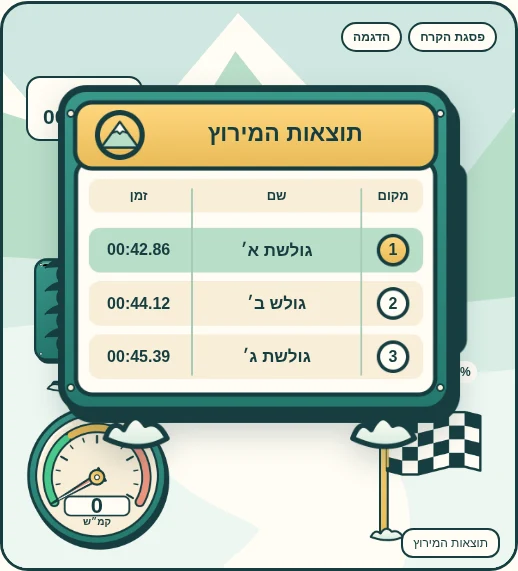 פסגת הקרח
הדגמה
תוצאות המירוץ
מקום שם זמן
1 גולשת א׳ 00:42.86
2 גולש ב׳ 00:44.12
3 גולשת ג׳ 00:45.39
%
0
קמ״ש
תוצאות המירוץ